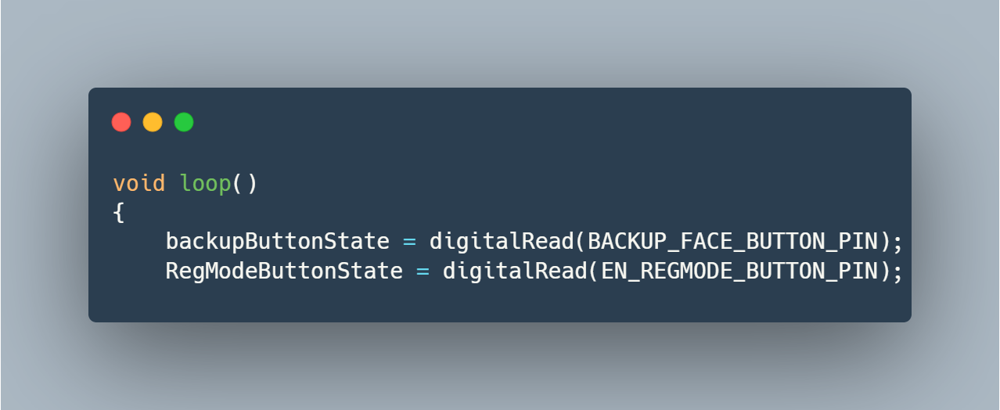 void loop()
{
    backupButtonState = digitalRead(BACKUP_FACE_BUTTON_PIN);
    RegModeButtonState = digitalRead(EN_REGMODE_BUTTON_PIN);